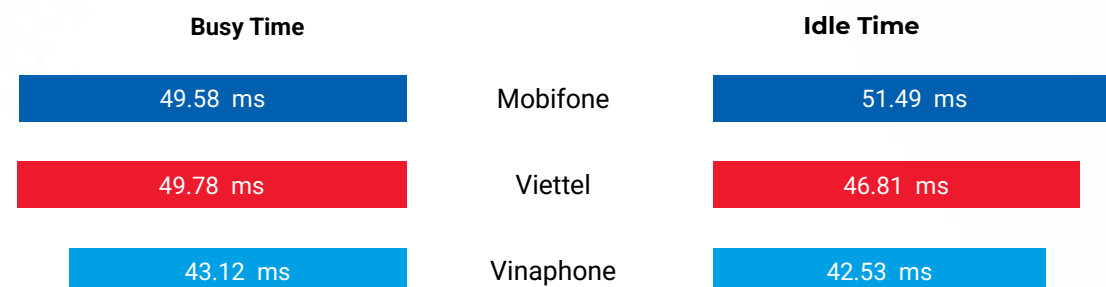 Busy Time Idle Time
49.58 ms Mobifone 51.49 ms
49.78 ms Viettel 46.81 ms
43.12 ms Vinaphone 42.53 ms